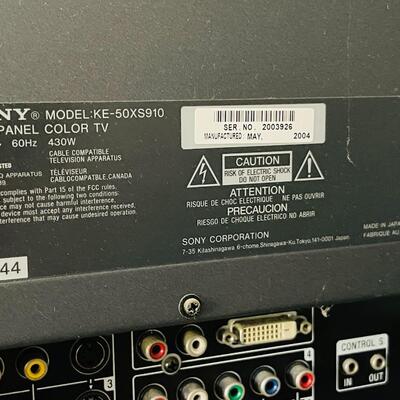 NY® MODEL:KE-50XS910
PANEL COLOR TV
60Hz 430W
SER. NO. 2003926
MANUFACTURED: MAY, 2004
CABLE COMPATIBLE
TELEVISION APPARATUS
TÉLÉVISEUR
CÂBLOCOMPATIBLE, CANADA
complies with Part 15 of the FCC rules.
subject to the following two conditions:
device may not cause harmful interference,
device must accept any interference received,
interference that may cause undesired operation.
CAUTION
RISK OF ELECTRIC SHOCK
DO NOT OPEN
ATTENTION
RISQUE DE CHOC ELECTRIQUE NE PAS OUVRIR
PRECAUCION
RIESGO DE CHOQUE ELECTRICO NO ABRIR
SONY CORPORATION
7-35 Kitashinagawa 6-chome, Shinagawa-Ku, Tokyo, 141-0001 Japan
MADE IN JAPA
FABRIQUE AU
44
3
4
5
CONTROL S
IN OUT